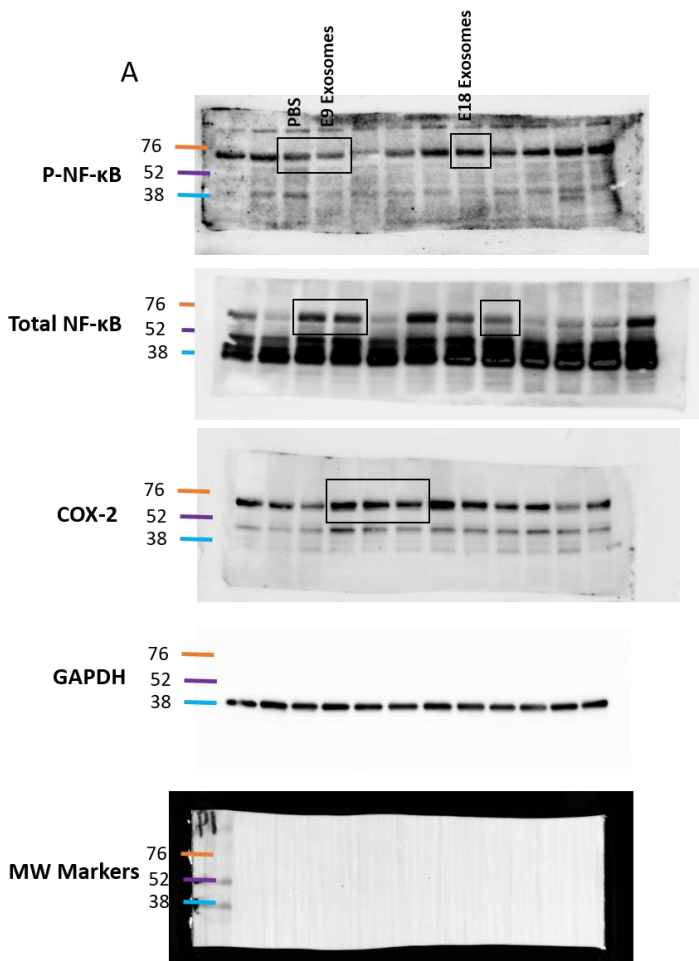 A
PBS
E9 Exosomes
E18 Exosomes
76
P-NF-κB
52
38
76
Total NF-κB
52
38
76
COX-2
52
38
76
GAPDH
52
38
P1
76
MW Markers
52
38